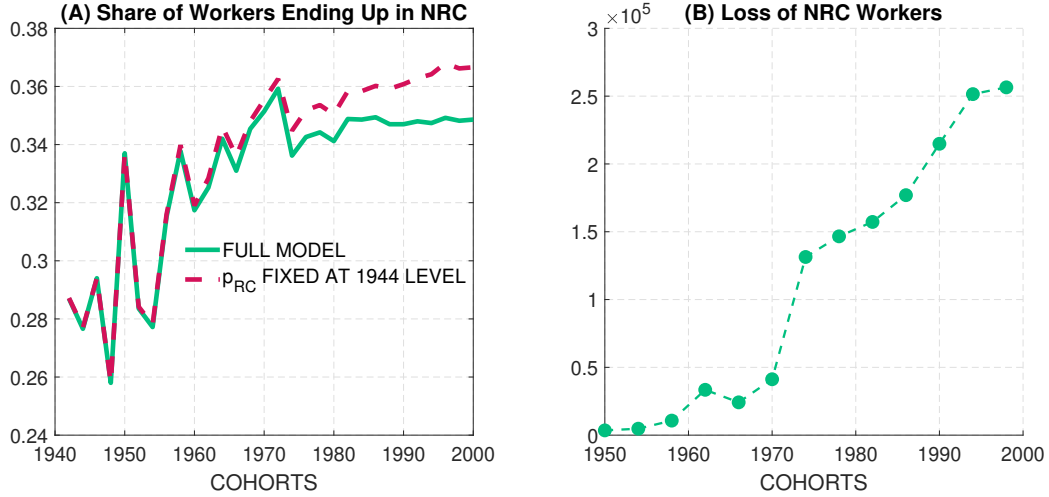 (A) Share of Workers Ending Up in NRC
0.38
0.36
0.34
0.32
0.3
0.28
0.26
0.24
1940 1950 1960 1970 1980 1990 2000
COHORTS
FULL MODEL
p_RC FIXED AT 1944 LEVEL
(B) Loss of NRC Workers
×10^5
3
2.5
2
1.5
1
0.5
0
1950 1960 1970 1980 1990 2000
COHORTS